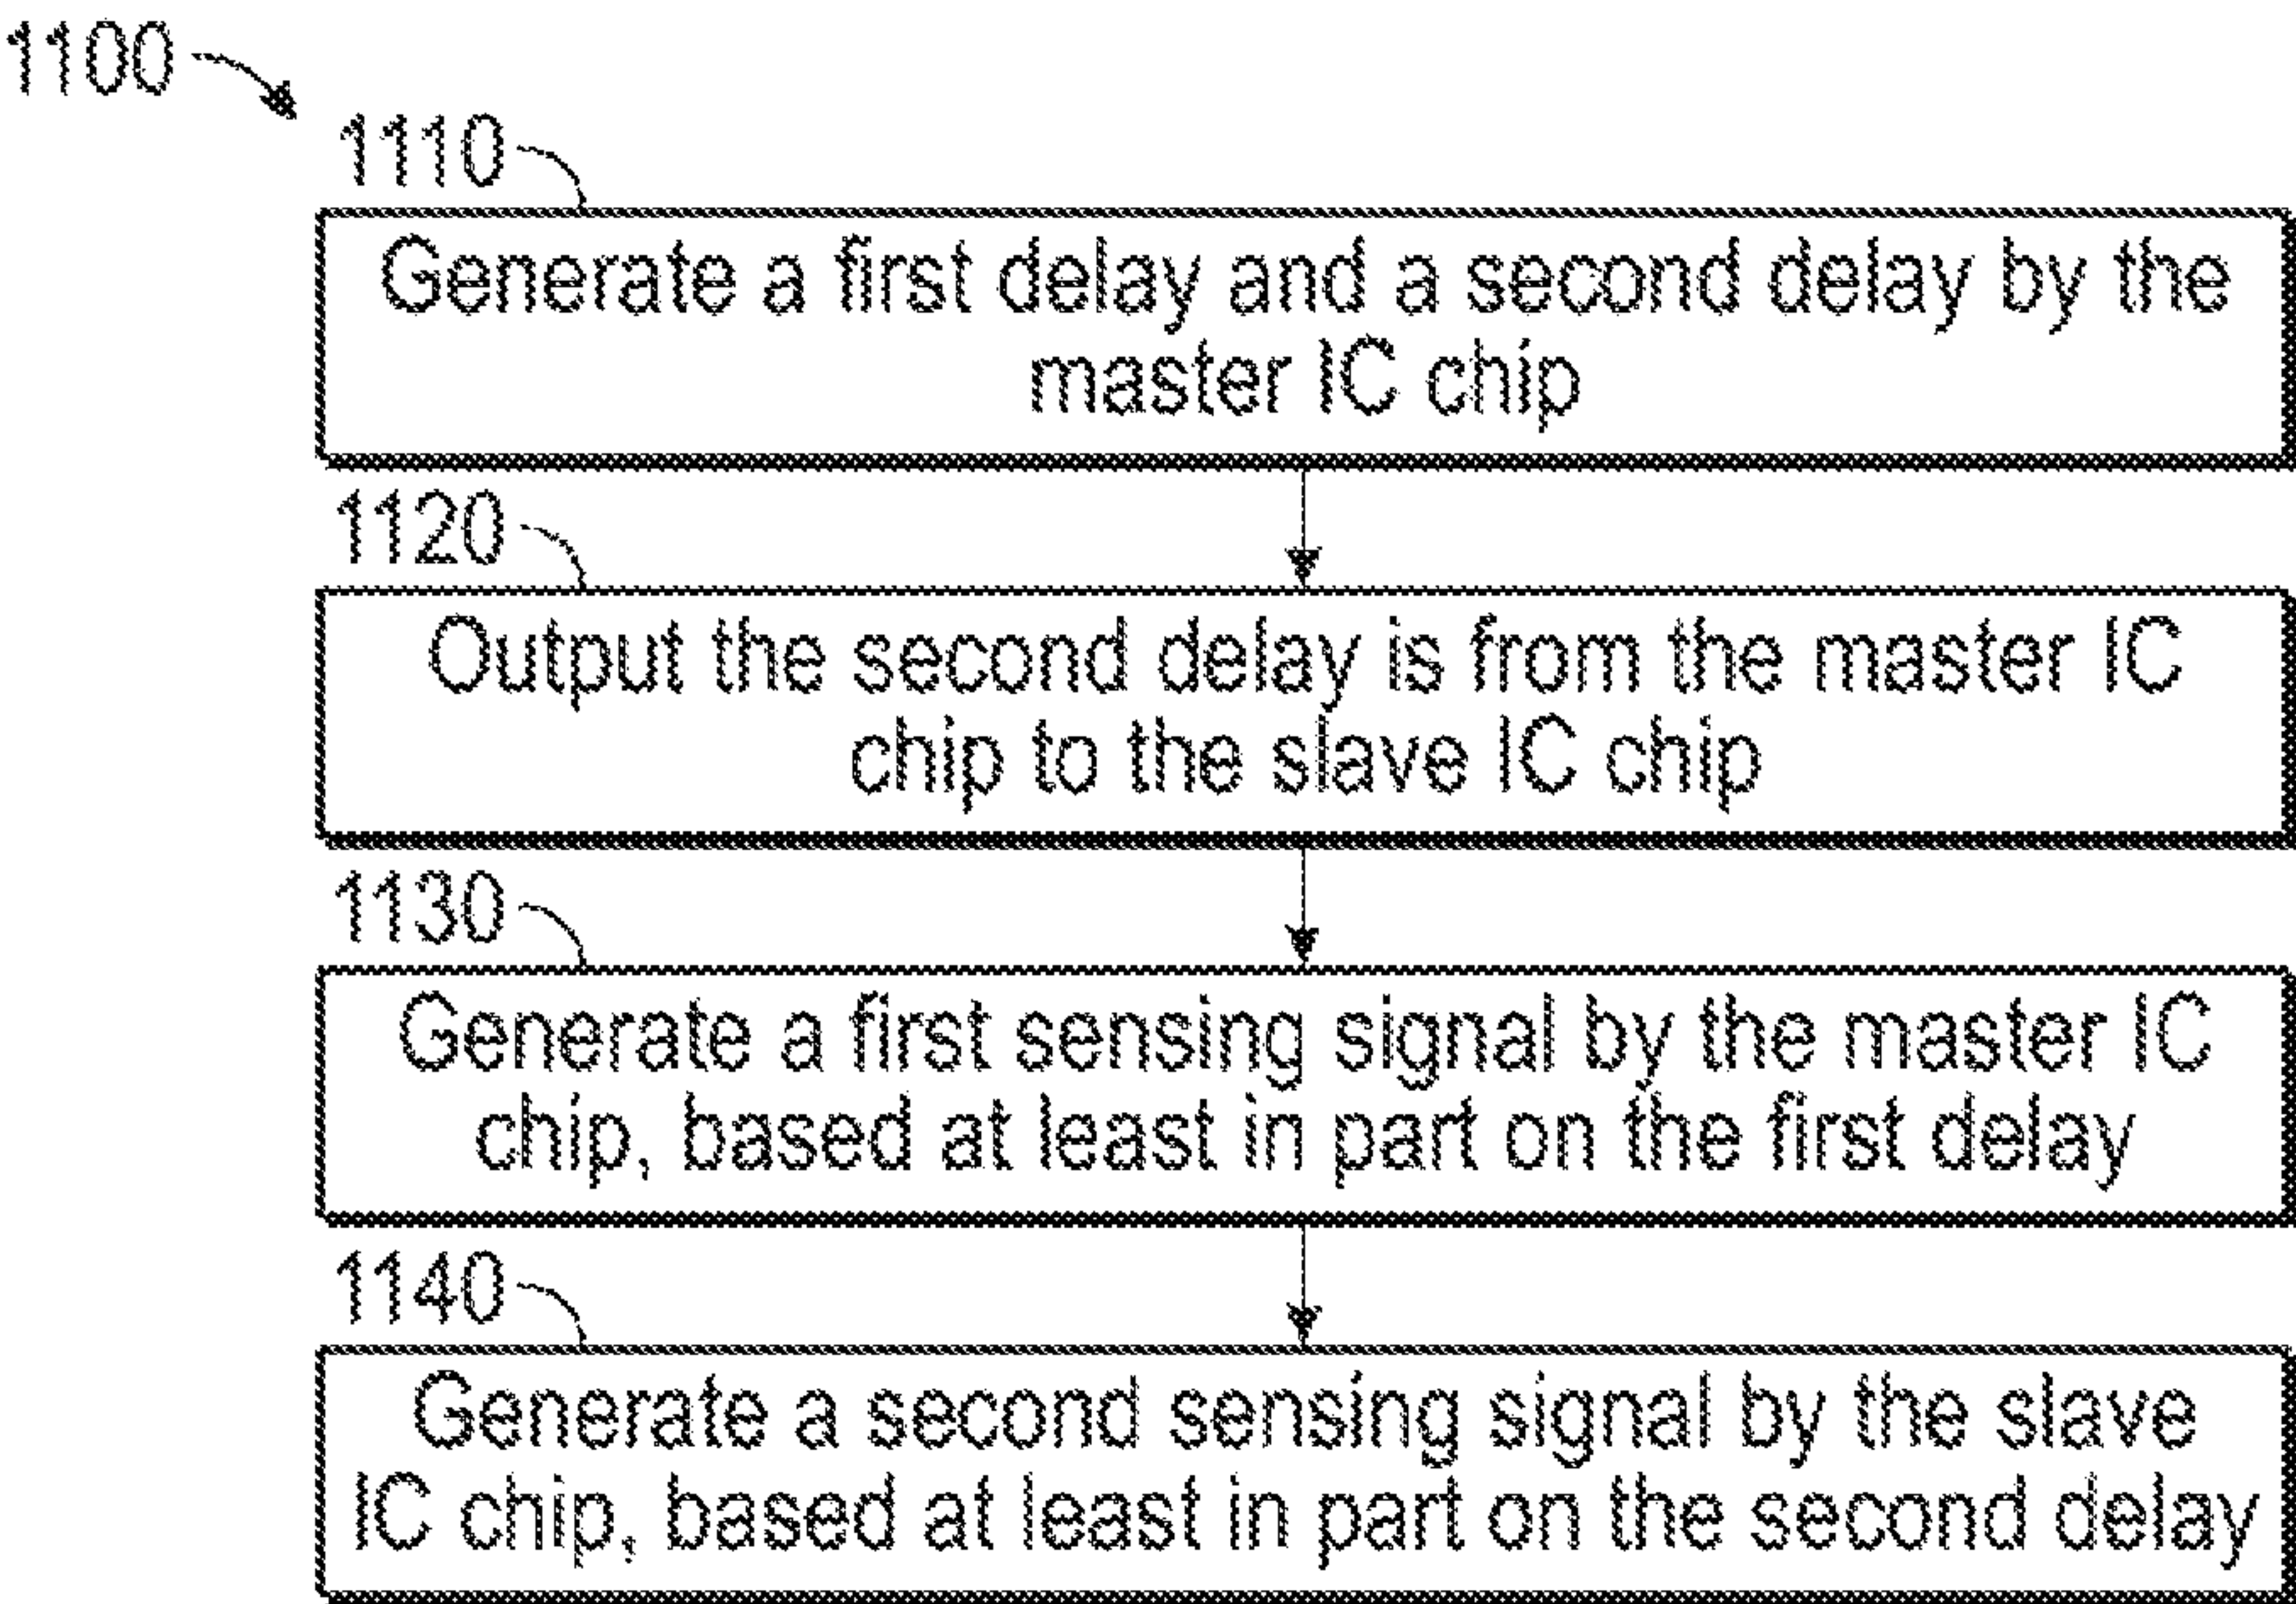 1100
1110
Generate a first delay and a second delay by the
master IC chip
1120
Output the second delay is from the master IC
chip to the slave IC chip
1130
Generate a first sensing signal by the master IC
chip, based at least in part on the first delay
1140
Generate a second sensing signal by the slave
IC chip, based at least in part on the second delay